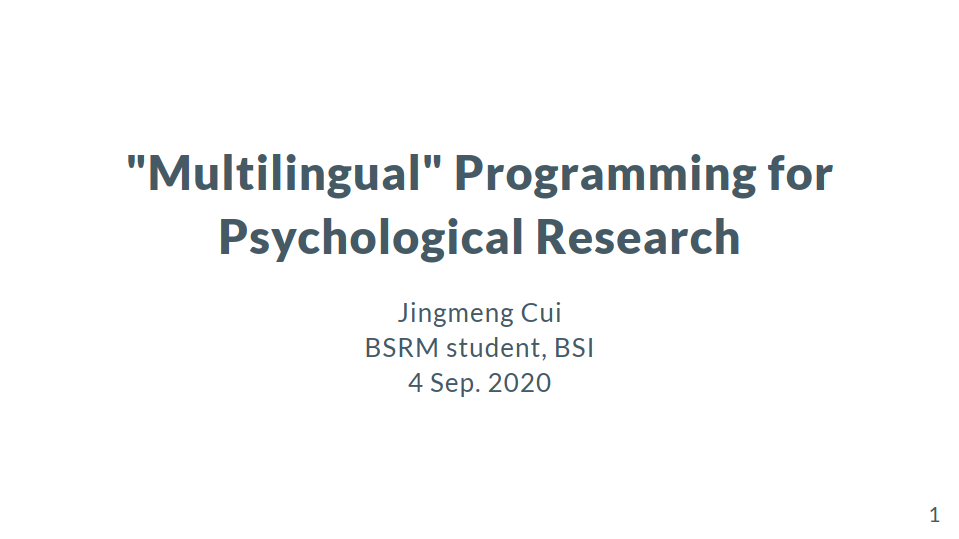 "Multilingual" Programming for
Psychological Research
Jingmeng Cui
BSRM student, BSI
4 Sep. 2020
1